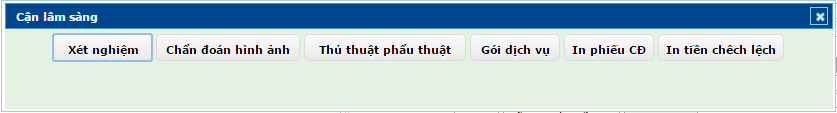 Cận lâm sàng
Xét nghiệm Chẩn đoán hình ảnh Thủ thuật phẩu thuật Gói dịch vụ In phiếu CĐ In tiền chêch lệch